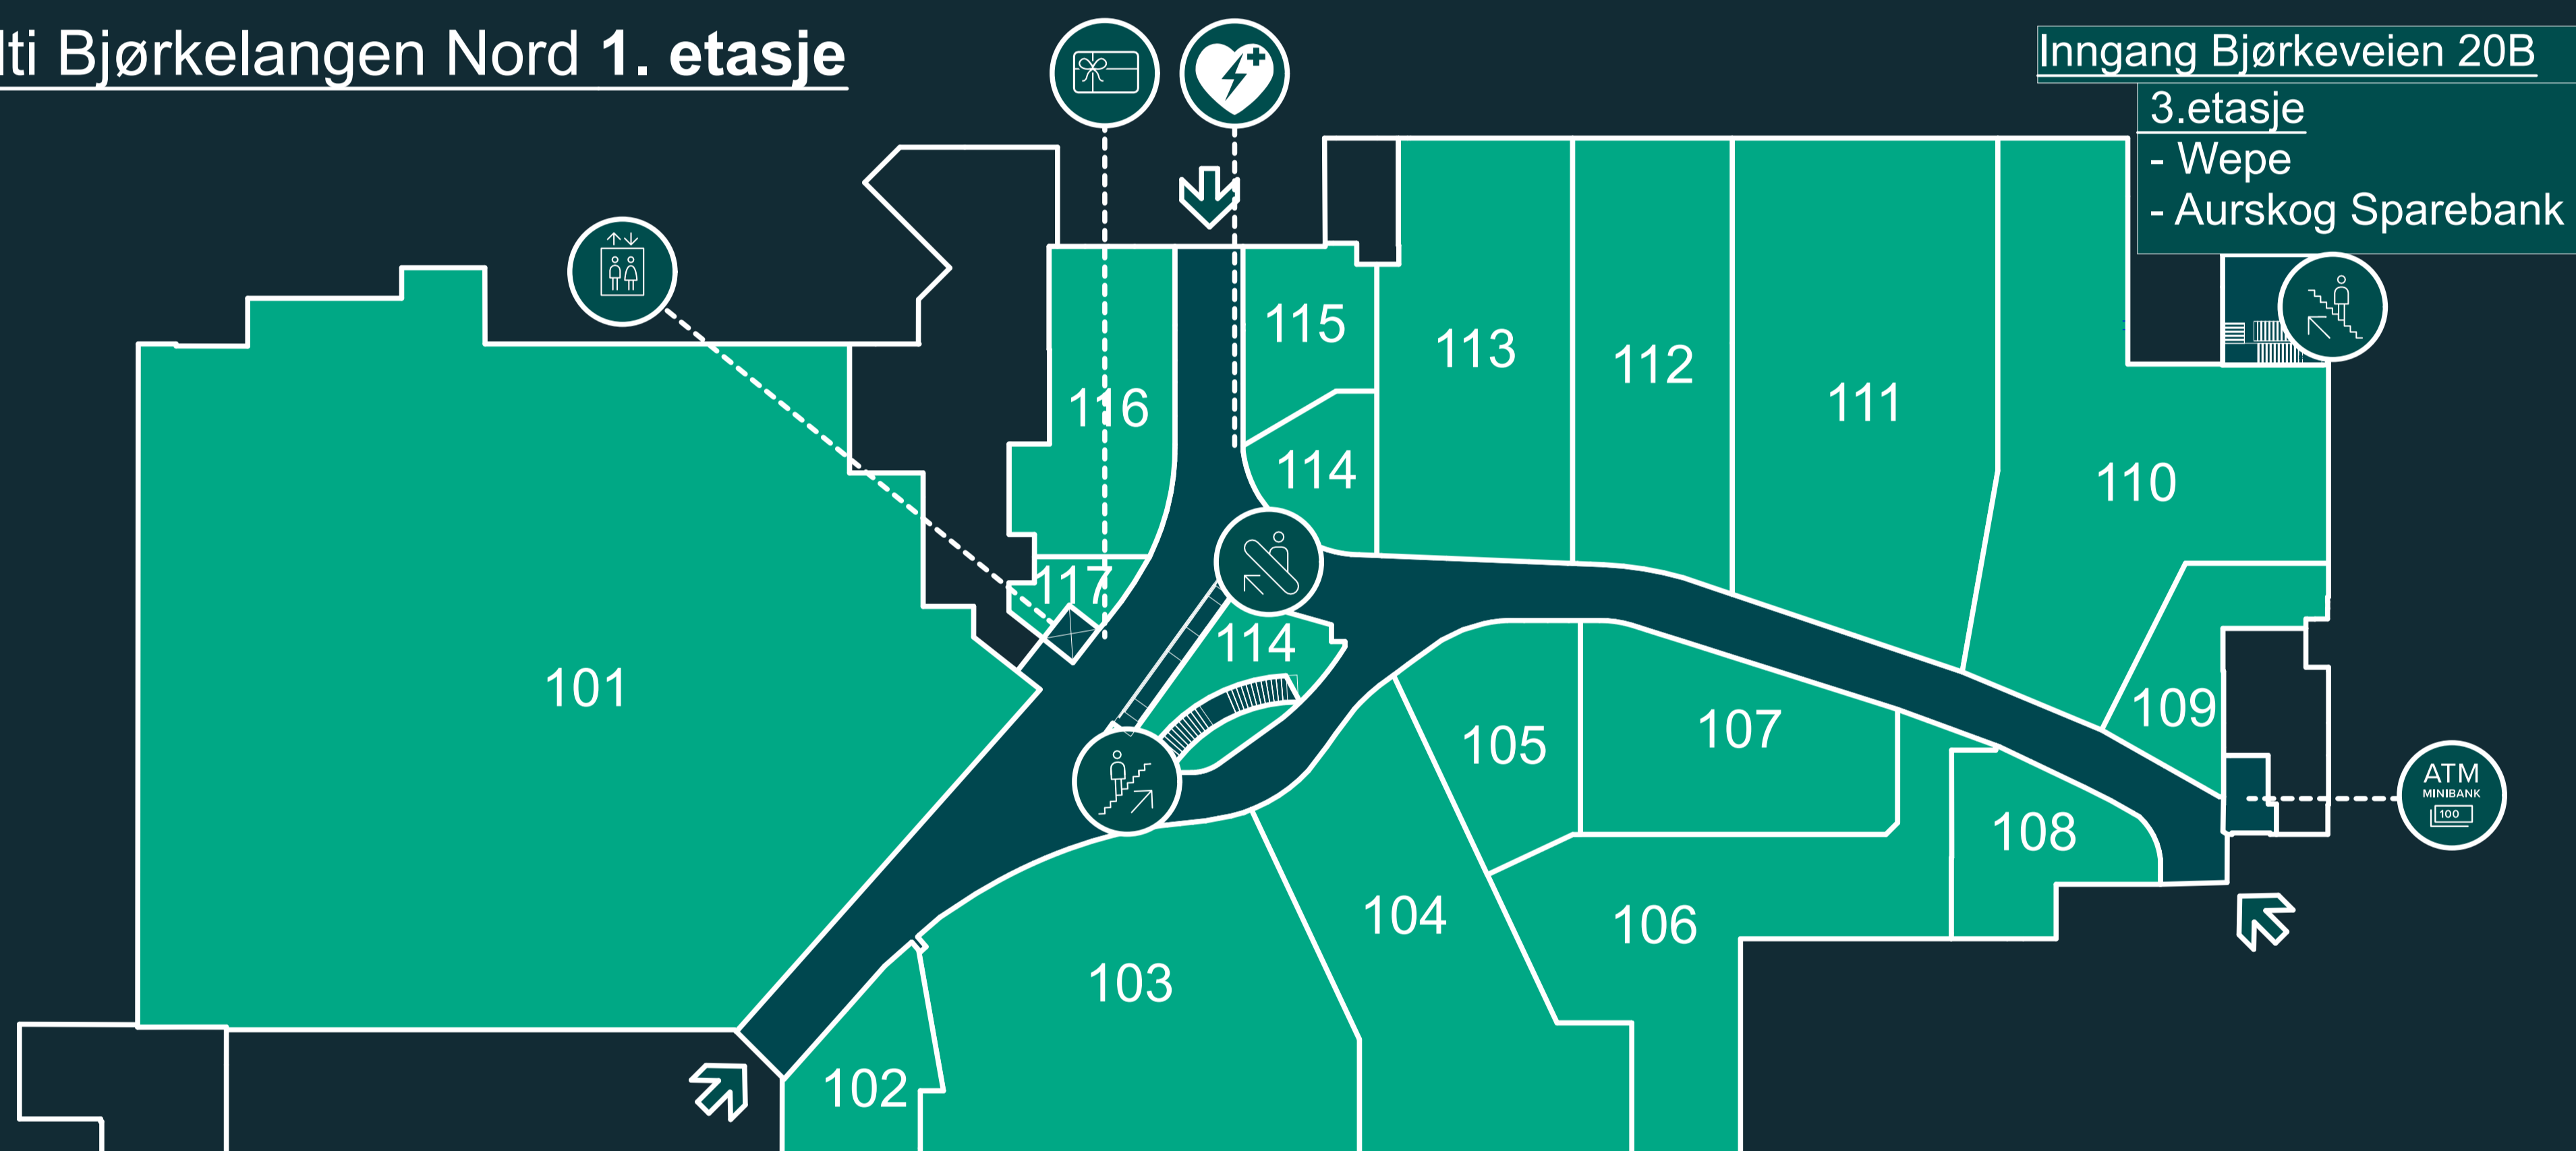 lti Bjørkelangen Nord 1. etasje
Inngang Bjørkeveien 20B
3.etasje
- Wepe
- Aurskog Sparebank
115
113
112
111
116
114
110
117
114
101
109
105
107
ATM
MINIBANK
100
108
104
106
103
102